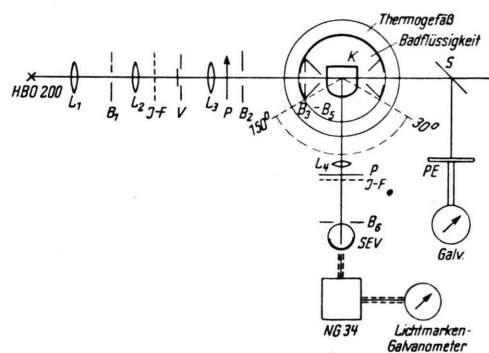 Thermogefäß
Badflüssigkeit
K
S
HBO 200
L1
B1
L2
J-F
V
L3
P
B2
B3-B5
150°
30°
L4
P
J-F
PE
B6
SEV
Galv.
NG 34
Lichtmarken-
Galvanometer